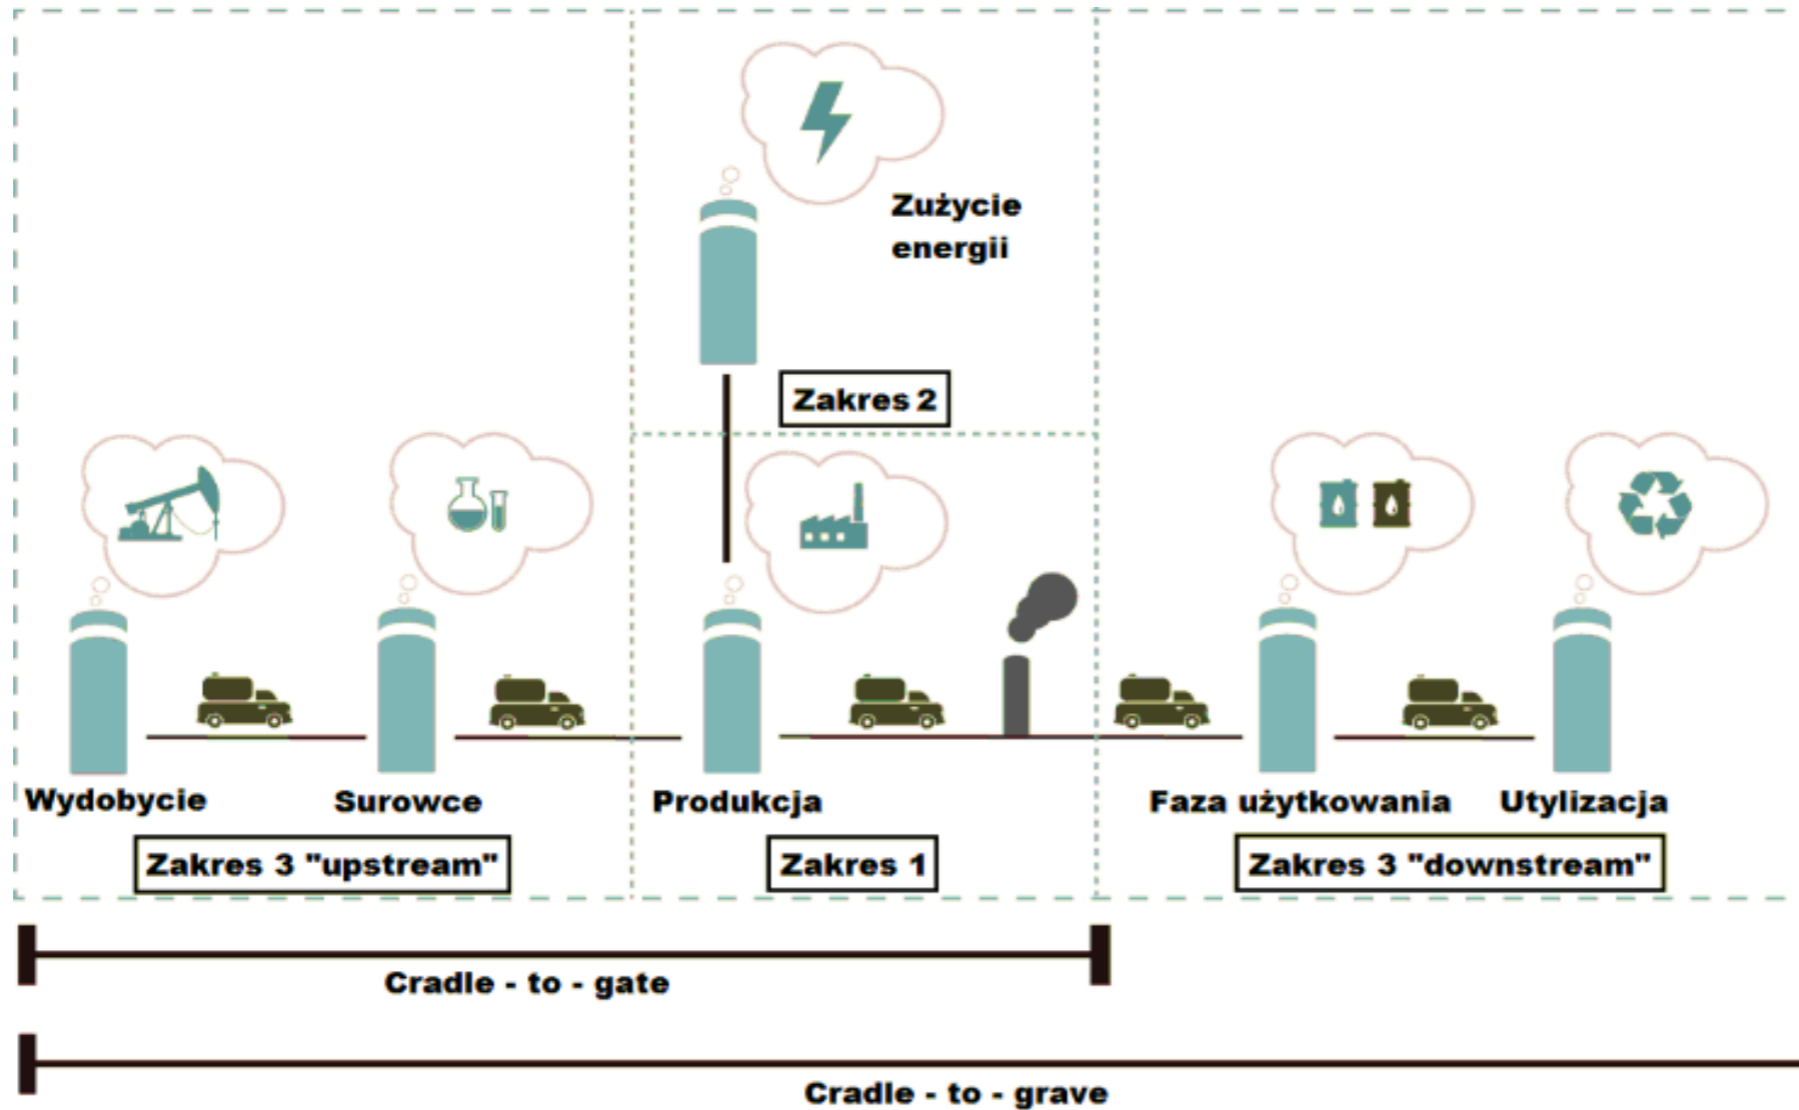 Zużycie
energii
Zakres 2
Wydobycie
Surowce
Produkcja
Faza użytkowania
Utylizacja
Zakres 3 "upstream"
Zakres 1
Zakres 3 "downstream"
Cradle - to - gate
Cradle - to - grave